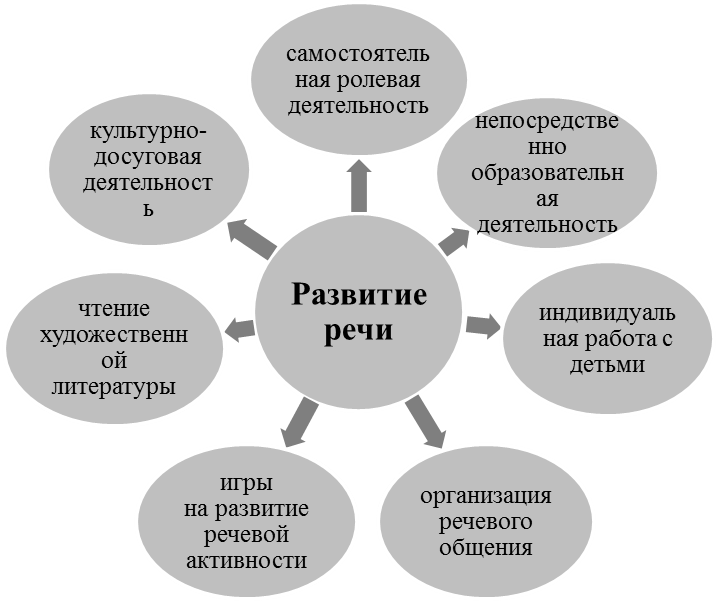 самостоятель
ная ролевая
деятельность
непосредстве
нно
образовательн
ая
деятельность
индивидуаль
ная работа с
детьми
организация
речевого
общения
игры
на развитие
речевой
активности
чтение
художественн
ой
литературы
культурно-
досуговая
деятельност
ь
Развитие
речи